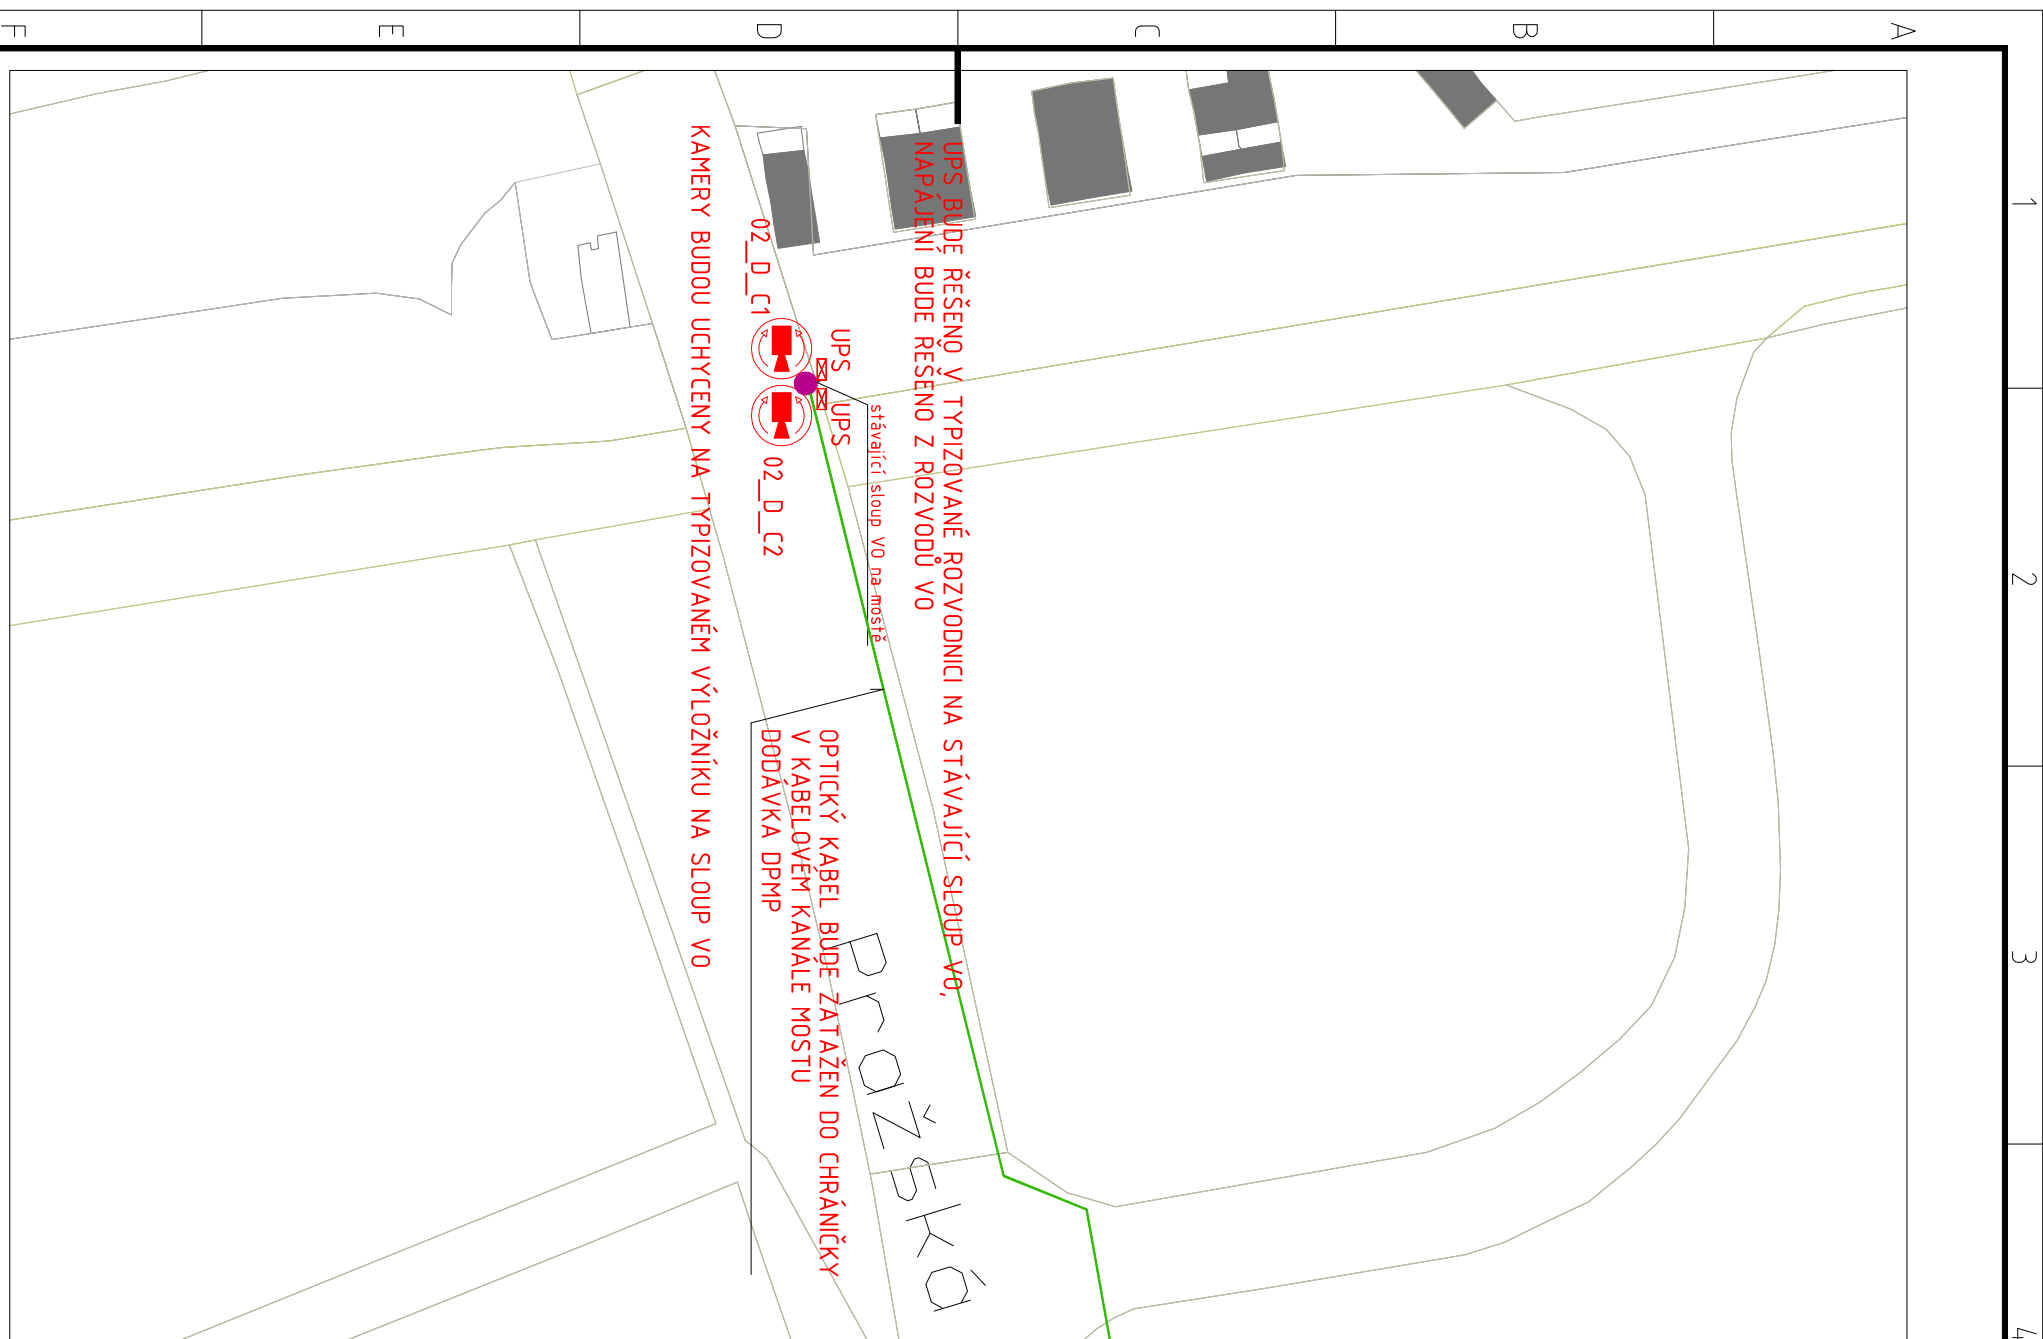 A
B
C
D
E
F
1
2
3
4
UPS BUDE ŘEŠENO V TYPIZOVANÉ ROZVODNICI NA STÁVAJÍCÍ SLOUP VO,
NAPÁJENÍ BUDE ŘEŠENO Z ROZVODŮ VO
stávající sloup VO na mostě
UPS
UPS
02_D_C1
02_D_C2
OPTICKÝ KABEL BUDE ZATAŽEN DO CHRÁNIČKY
V KABELOVÉM KANÁLE MOSTU
DODÁVKA DPMP
KAMERY BUDOU UCHYCENY NA TYPIZOVANÉM VÝLOŽNÍKU NA SLOUP VO
Pražská